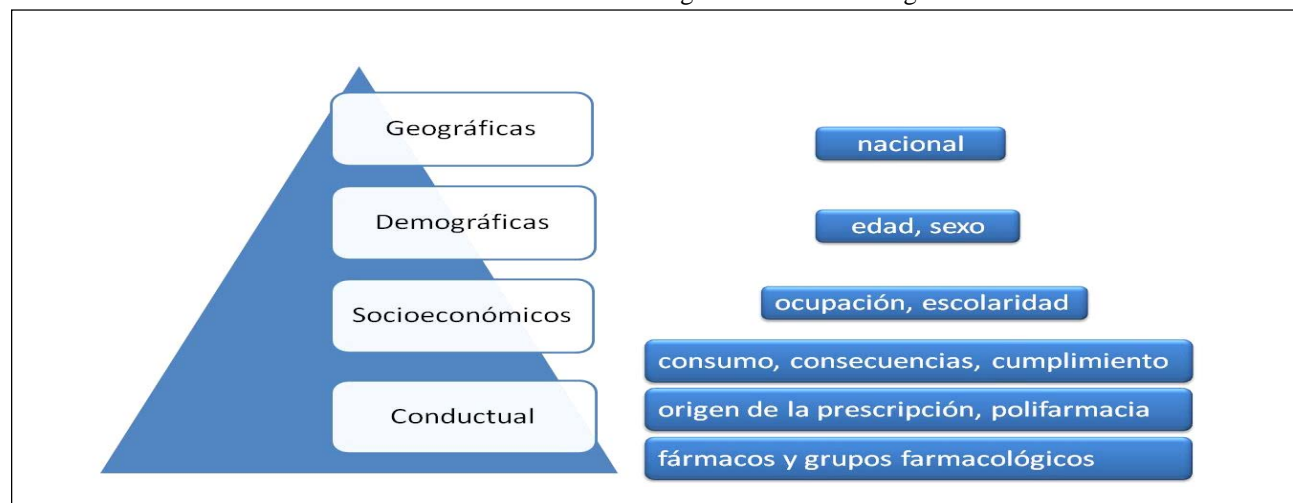 Geográficas
nacional
Demográficas
edad, sexo
Socioeconómicos
ocupación, escolaridad
Conductual
consumo, consecuencias, cumplimiento
origen de la prescripción, polifarmacia
fármacos y grupos farmacológicos